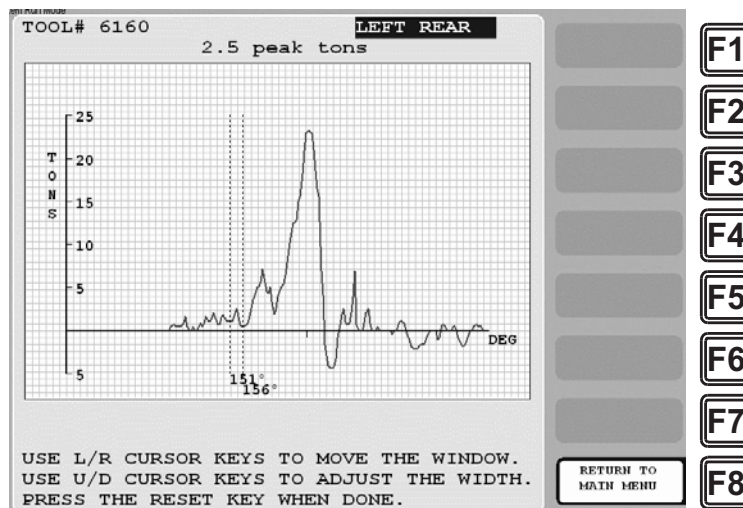 TOOL# 6160 LEFT REAR
2.5 peak tons
25
TONS
20
15
10
5
DEG
5
151°
156°
USE L/R CURSOR KEYS TO MOVE THE WINDOW.
USE U/D CURSOR KEYS TO ADJUST THE WIDTH.
PRESS THE RESET KEY WHEN DONE.
RETURN TO
MAIN MENU
F1
F2
F3
F4
F5
F6
F7
F8